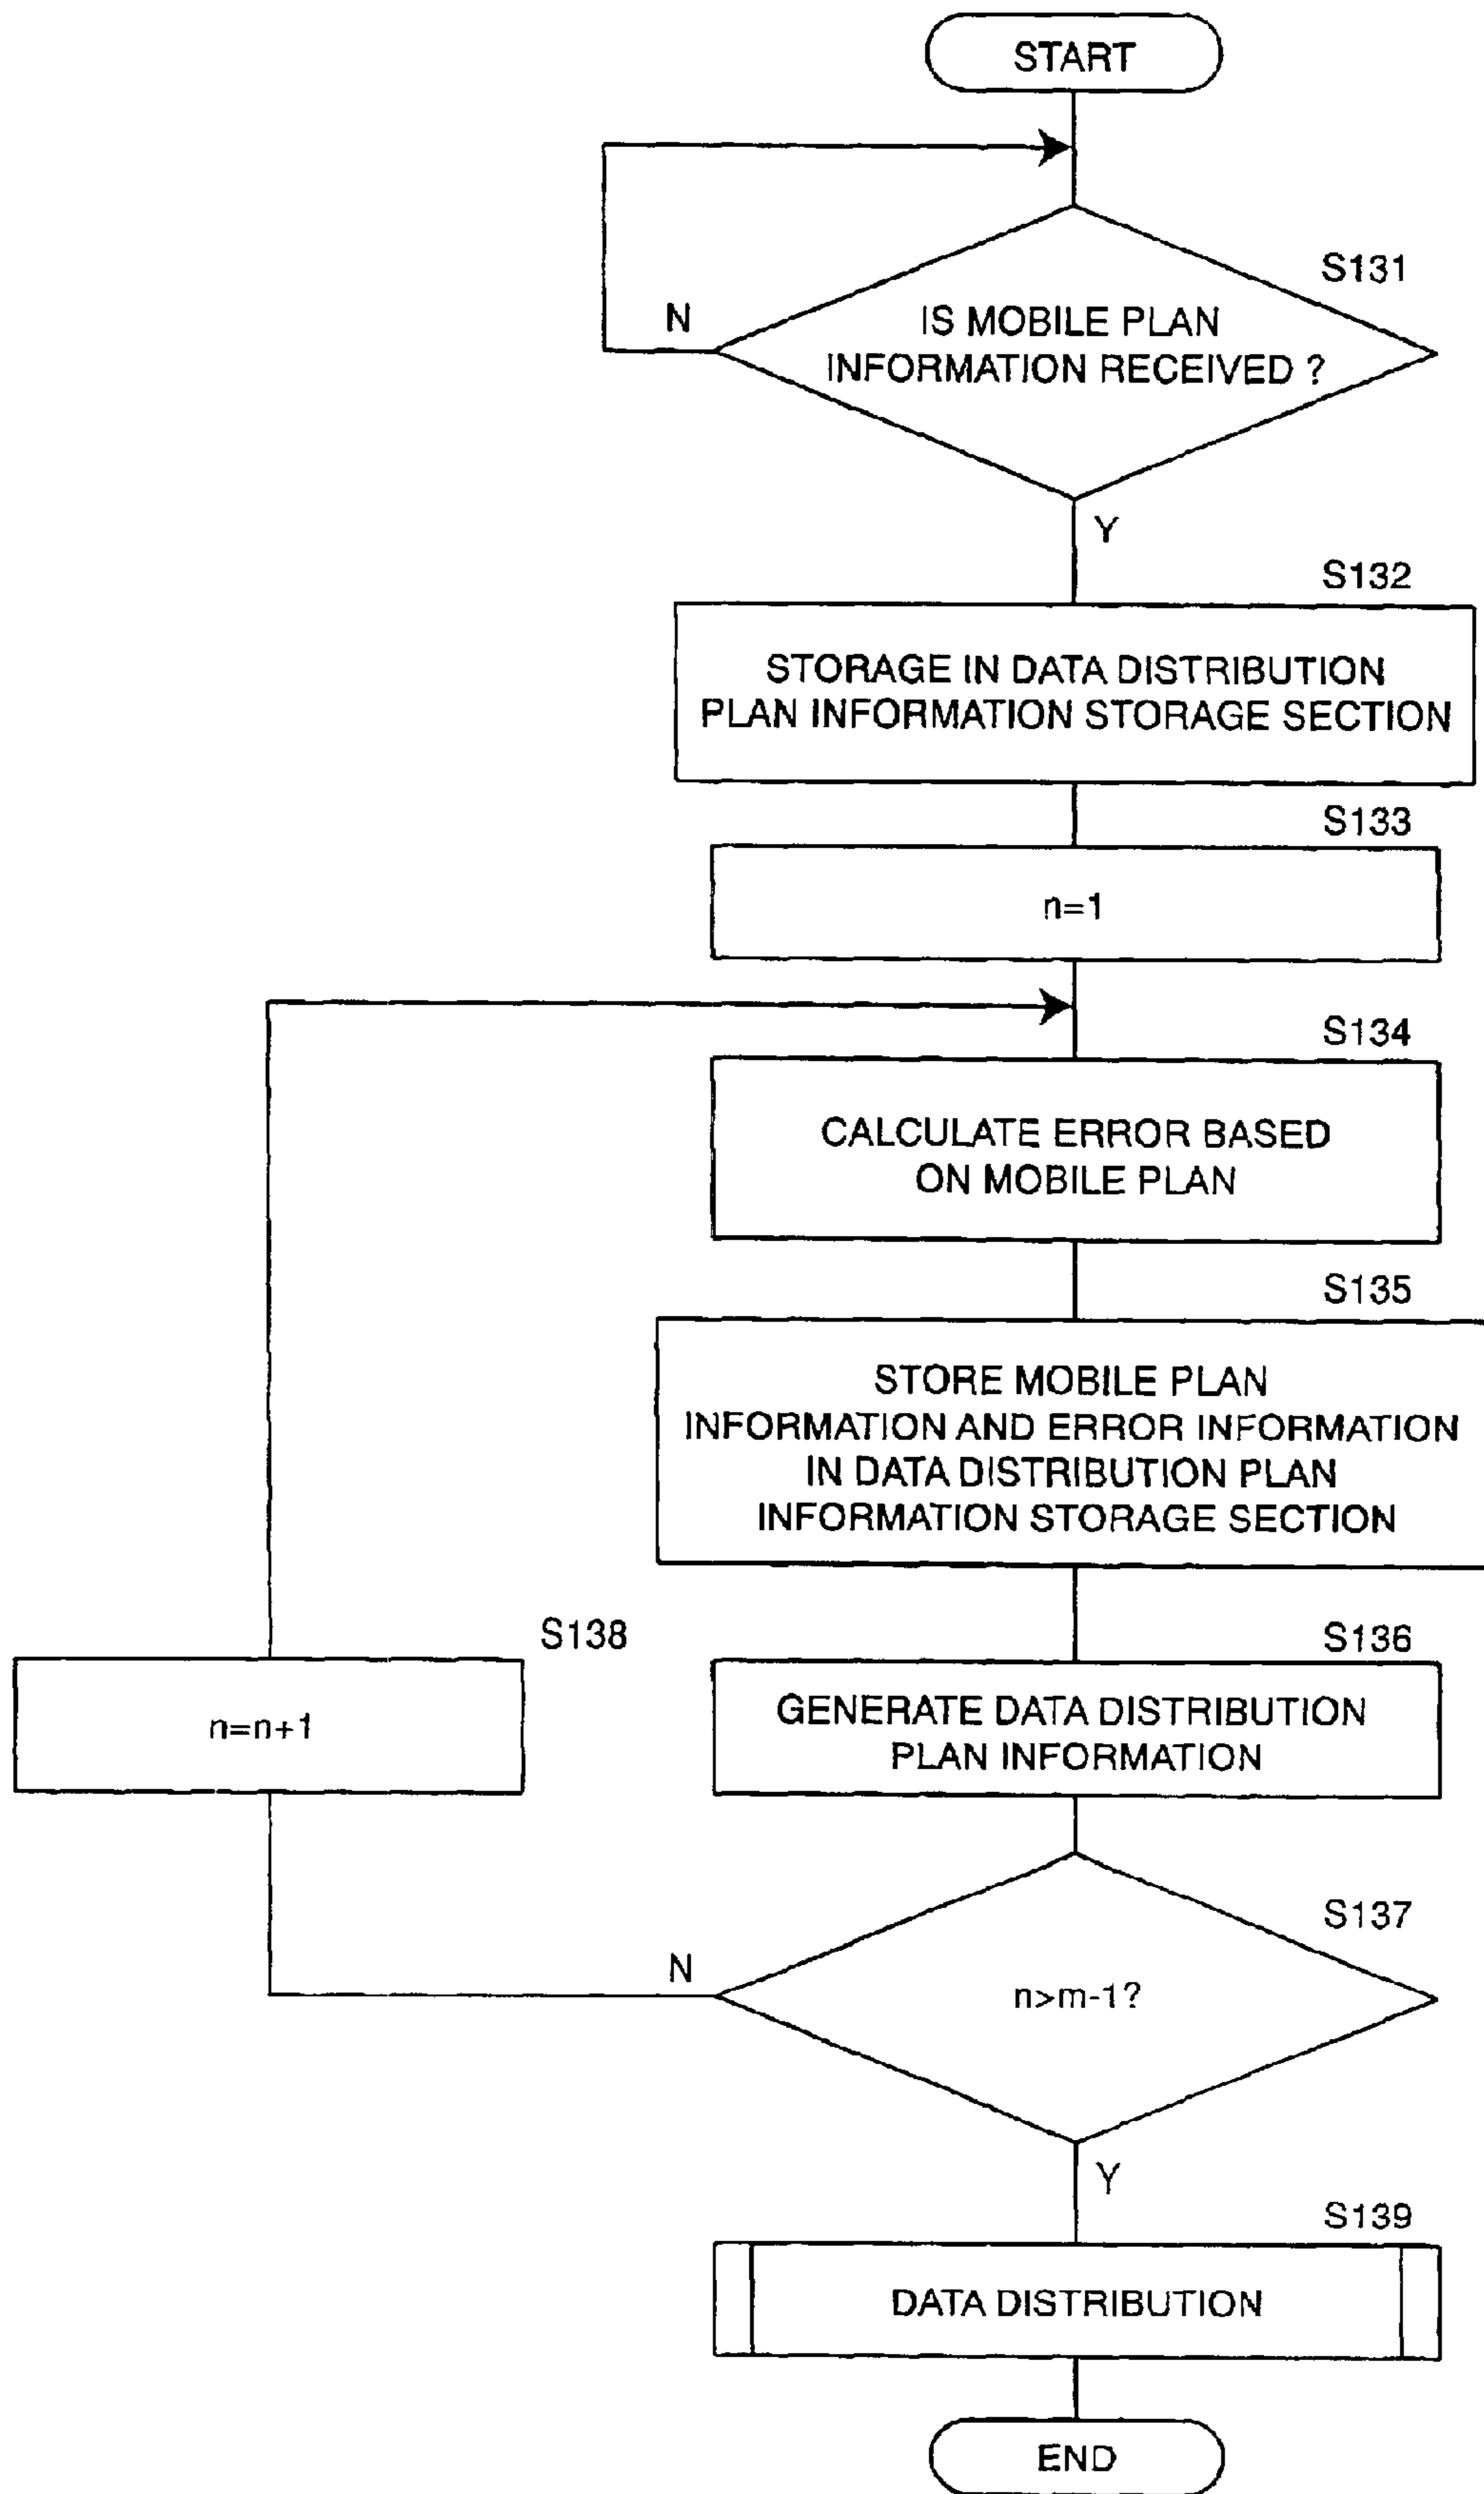 START
S131
N
IS MOBILE PLAN
INFORMATION RECEIVED ?
Y
S132
STORAGE IN DATA DISTRIBUTION
PLAN INFORMATION STORAGE SECTION
S133
n=1
S134
CALCULATE ERROR BASED
ON MOBILE PLAN
S135
STORE MOBILE PLAN
INFORMATION AND ERROR INFORMATION
IN DATA DISTRIBUTION PLAN
INFORMATION STORAGE SECTION
S138
S136
n=n+1
GENERATE DATA DISTRIBUTION
PLAN INFORMATION
S137
N
n>m-1?
Y
S139
DATA DISTRIBUTION
END